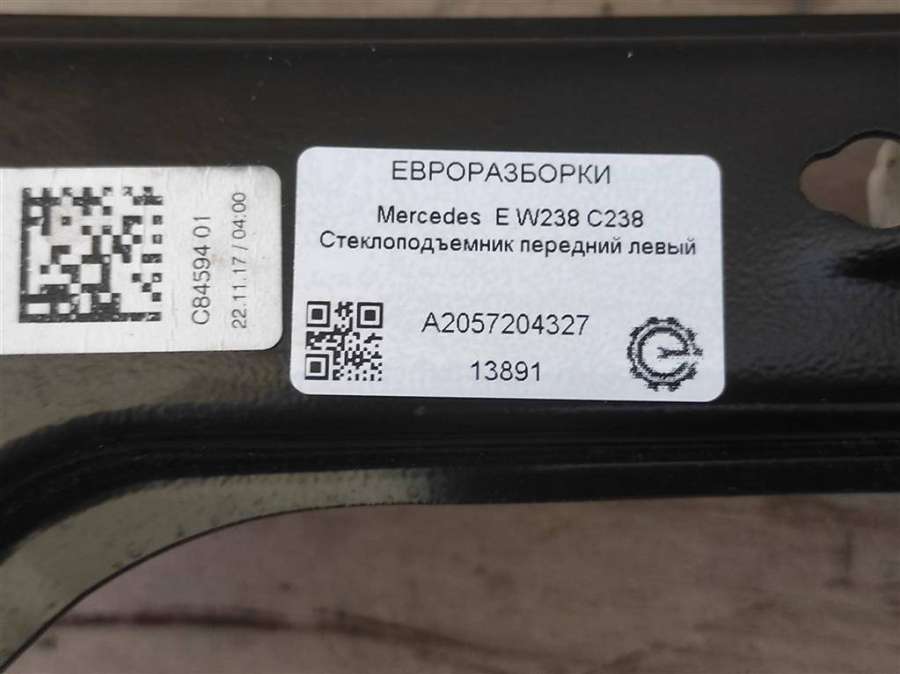 C84594 01
22.11.17 / 04:00
ЕВРОРАЗБОРКИ
Mercedes E W238 C238
Стеклоподъемник передний левый
A2057204327
13891